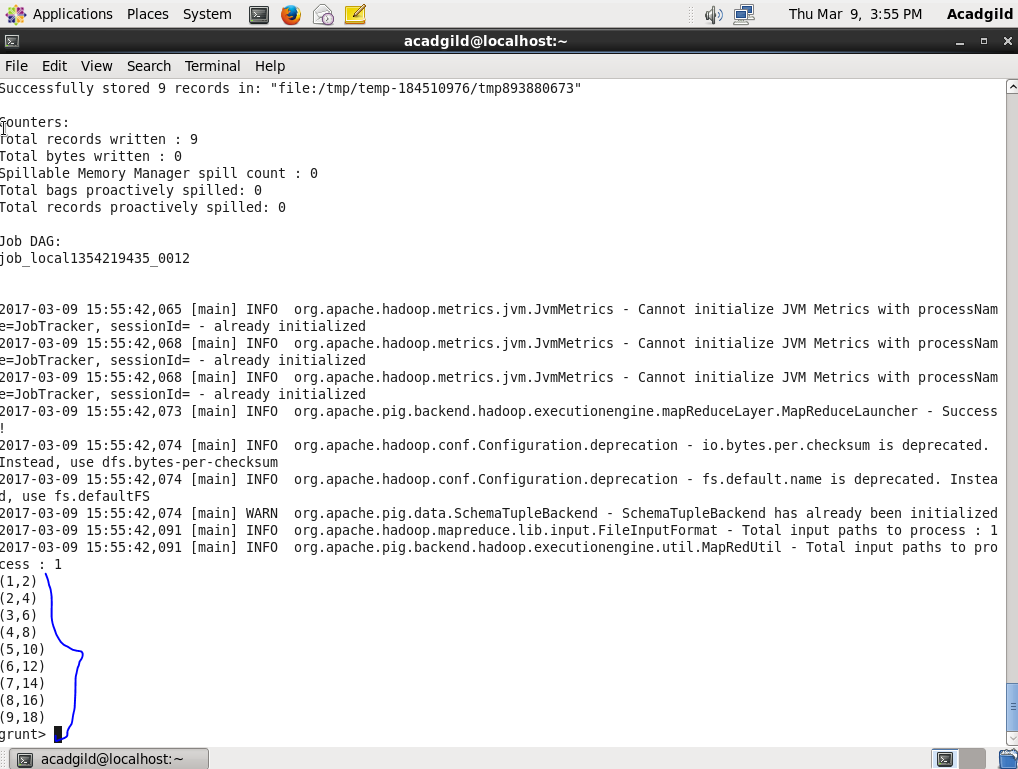 Applications Places System Thu Mar 9, 3:55 PM Acadgild
acadgild@localhost:~
File Edit View Search Terminal Help
Successfully stored 9 records in: "file:/tmp/temp-184510976/tmp893880673"
Counters:
Total records written : 9
Total bytes written : 0
Spillable Memory Manager spill count : 0
Total bags proactively spilled: 0
Total records proactively spilled: 0
Job DAG:
job_local1354219435_0012
2017-03-09 15:55:42,065 [main] INFO  org.apache.hadoop.metrics.jvm.JvmMetrics - Cannot initialize JVM Metrics with processNam
e=JobTracker, sessionId= - already initialized
2017-03-09 15:55:42,068 [main] INFO  org.apache.hadoop.metrics.jvm.JvmMetrics - Cannot initialize JVM Metrics with processNam
e=JobTracker, sessionId= - already initialized
2017-03-09 15:55:42,068 [main] INFO  org.apache.hadoop.metrics.jvm.JvmMetrics - Cannot initialize JVM Metrics with processNam
e=JobTracker, sessionId= - already initialized
2017-03-09 15:55:42,073 [main] INFO  org.apache.pig.backend.hadoop.executionengine.mapReduceLayer.MapReduceLauncher - Success
!
2017-03-09 15:55:42,074 [main] INFO  org.apache.hadoop.conf.Configuration.deprecation - io.bytes.per.checksum is deprecated.
Instead, use dfs.bytes-per-checksum
2017-03-09 15:55:42,074 [main] INFO  org.apache.hadoop.conf.Configuration.deprecation - fs.default.name is deprecated. Instea
d, use fs.defaultFS
2017-03-09 15:55:42,074 [main] WARN  org.apache.pig.data.SchemaTupleBackend - SchemaTupleBackend has already been initialized
2017-03-09 15:55:42,091 [main] INFO  org.apache.hadoop.mapreduce.lib.input.FileInputFormat - Total input paths to process : 1
2017-03-09 15:55:42,091 [main] INFO  org.apache.pig.backend.hadoop.executionengine.util.MapRedUtil - Total input paths to pro
cess : 1
(1,2)
(2,4)
(3,6)
(4,8)
(5,10)
(6,12)
(7,14)
(8,16)
(9,18)
grunt>
acadgild@localhost:~